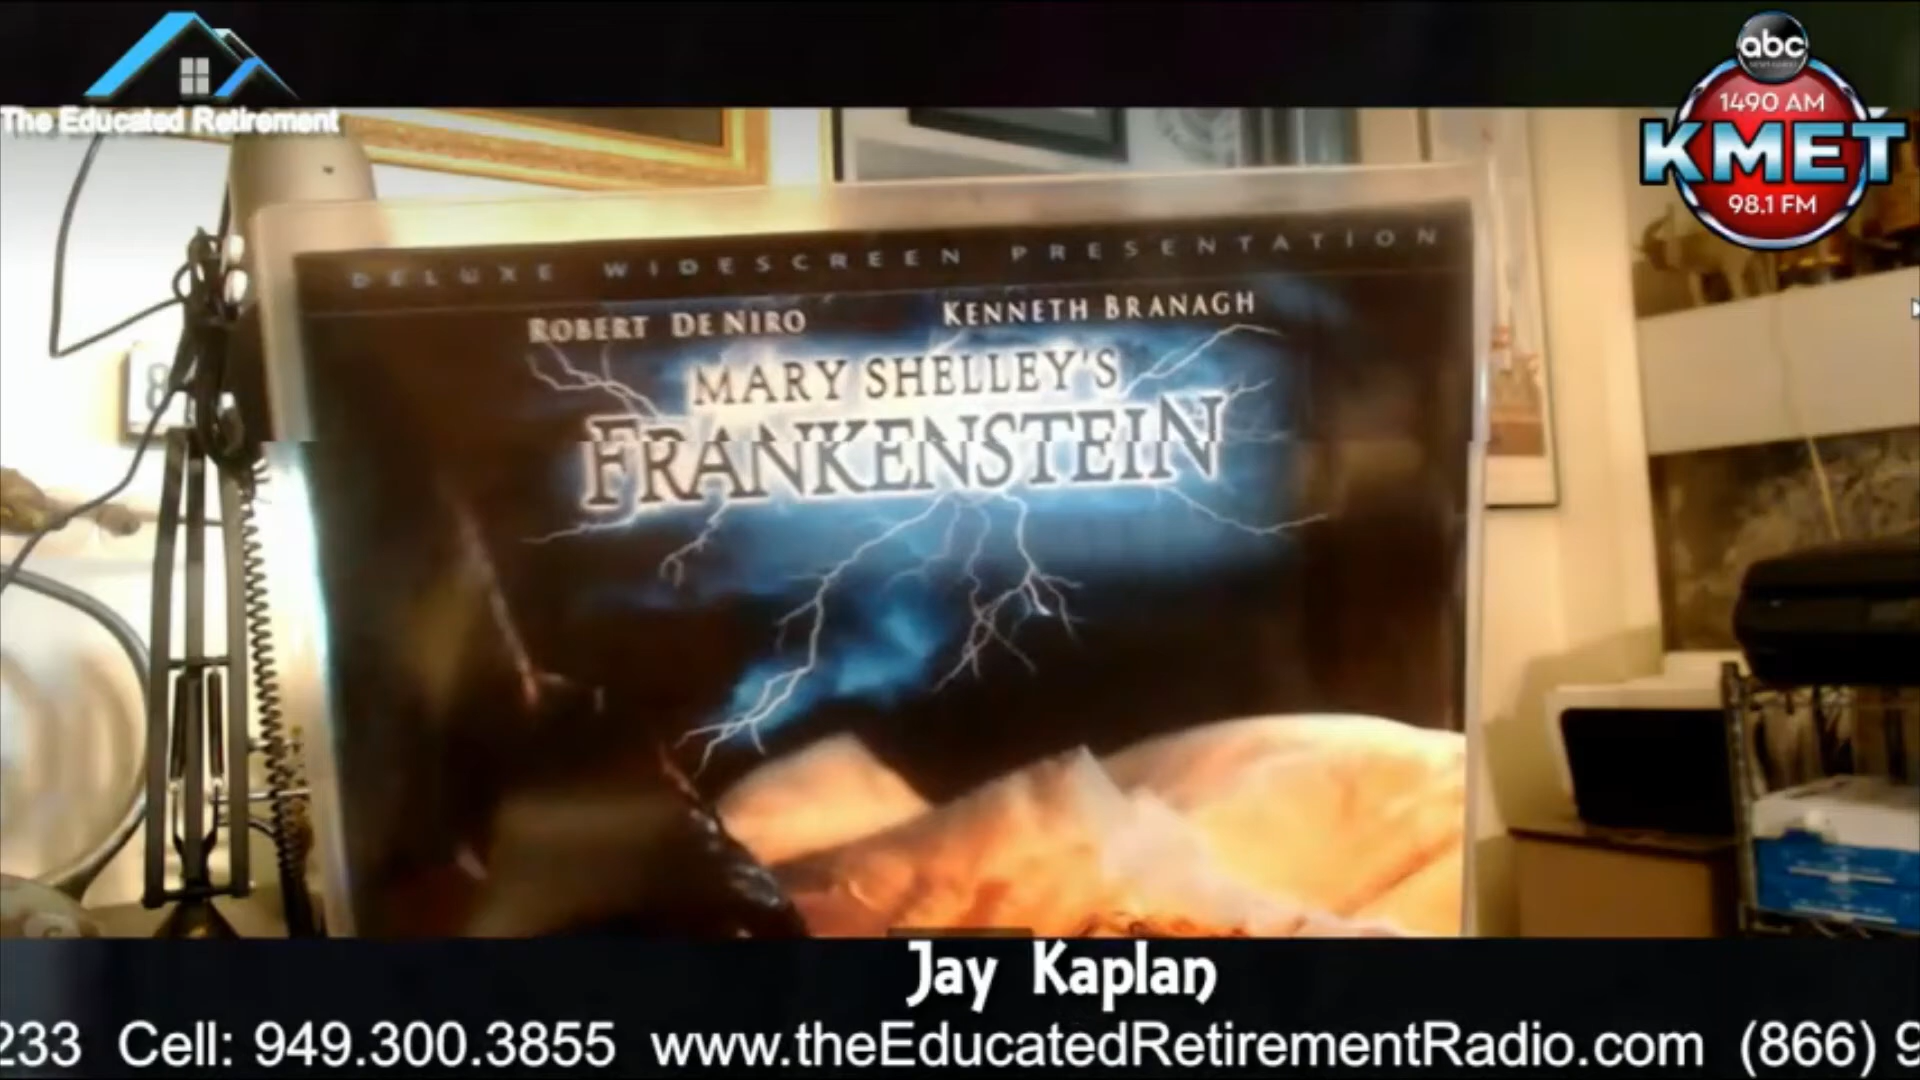 The Educated Retirement
abc
1490 AM
KMET
98.1 FM
DELUXE WIDESCREEN PRESENTATION
ROBERT DE NIRO KENNETH BRANAGH
MARY SHELLEY'S
FRANKENSTEIN
8
Jay Kaplan
233 Cell: 949.300.3855 www.theEducatedRetirementRadio.com (866) 9